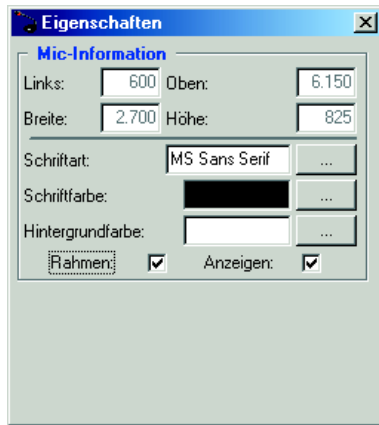 Eigenschaften
Mic-Information
Links: 600 Oben: 6.150
Breite: 2.700 Höhe: 825
Schriftart: MS Sans Serif ...
Schriftfarbe: ...
Hintergrundfarbe: ...
Rahmen: Anzeigen: